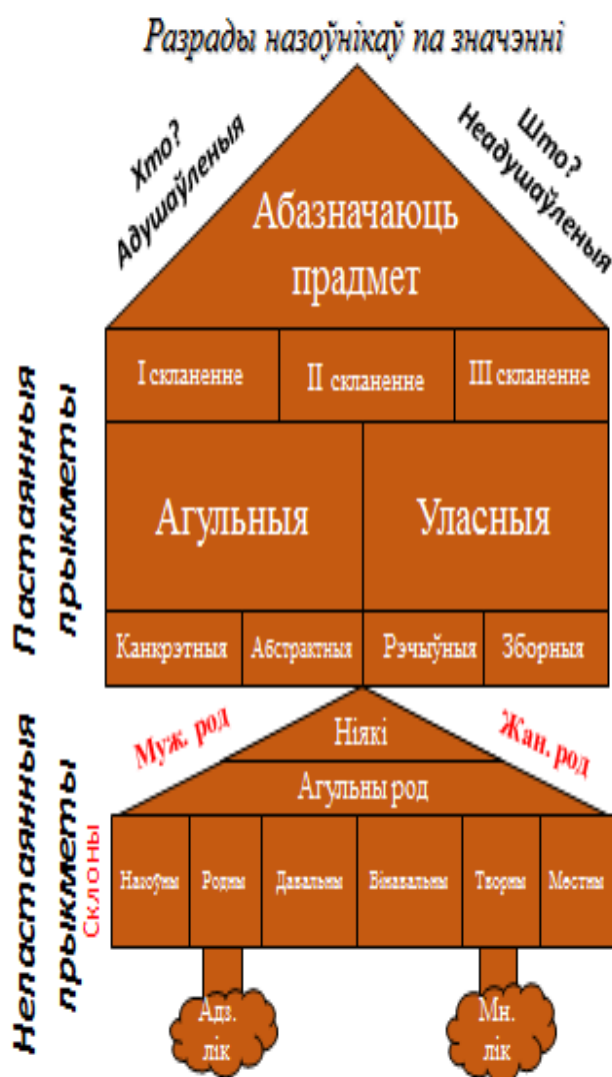 Разрады назоўнікаў па значэнні
Хто?
Адушаўленыя
Што?
Неадушаўленыя
Абазначаюць
прадмет
Пастаянныя
прыкметы
I скланенне
II скланенне
III скланенне
Агульныя
Уласныя
Канкрэтныя
Абстрактныя
Рэчыўныя
Зборныя
Непастаянныя
прыкметы
Муж. род
Ніякі
Жан. род
Агульны род
Склоны
Назоўны
Родны
Давальны
Вінавальны
Творны
Месны
Адз.
лік
Мн.
лік